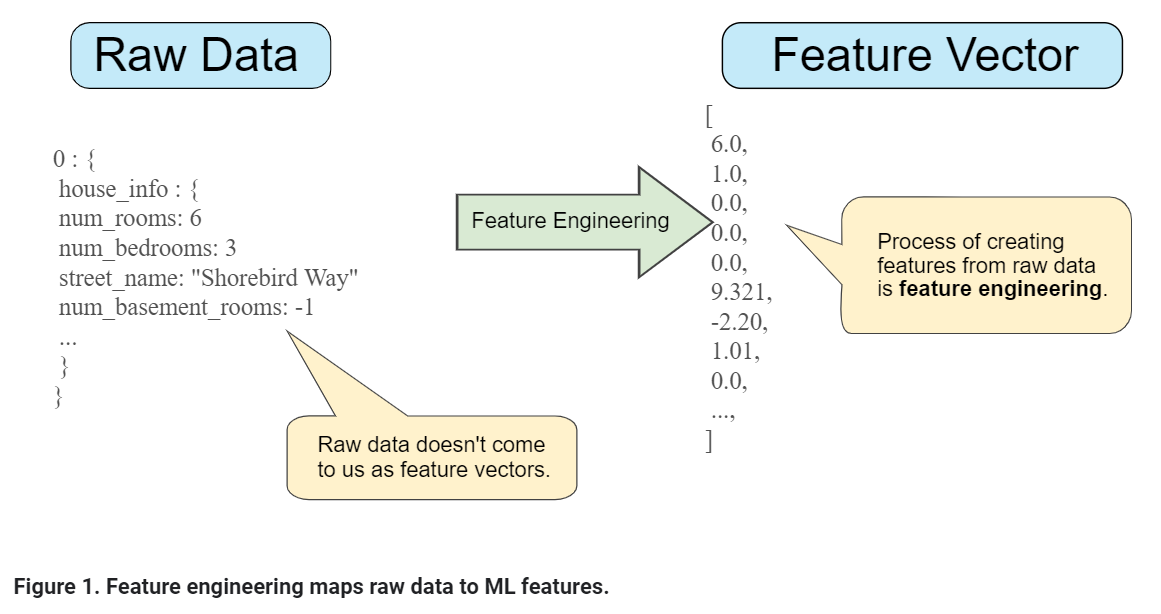 Raw Data
Feature Vector
0 : {
house_info : {
num_rooms: 6
num_bedrooms: 3
street_name: "Shorebird Way"
num_basement_rooms: -1
...
}
}
Raw data doesn't come
to us as feature vectors.
Feature Engineering
[
6.0,
1.0,
0.0,
0.0,
0.0,
9.321,
-2.20,
1.01,
0.0,
...,
]
Process of creating
features from raw data
is feature engineering.
Figure 1. Feature engineering maps raw data to ML features.